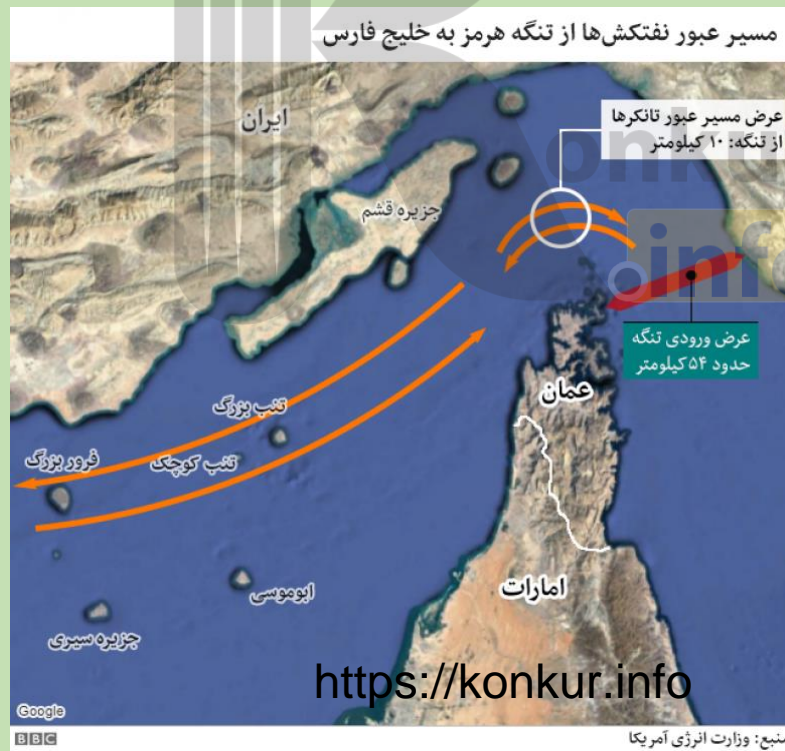 مسیر عبور نفتکش‌ها از تنگه هرمز به خلیج فارس
عرض مسیر عبور تانکرها
از تنگه: ۱۰ کیلومتر
ایران
جزیره قشم
onkur
.info
عرض ورودی تنگه
حدود ۵۴ کیلومتر
عمان
تنب بزرگ
تنب کوچک
فرور بزرگ
ابوموسی
امارات
جزیره سیری
https://konkur.info
Google
BBC
منبع: وزارت انرژی آمریکا